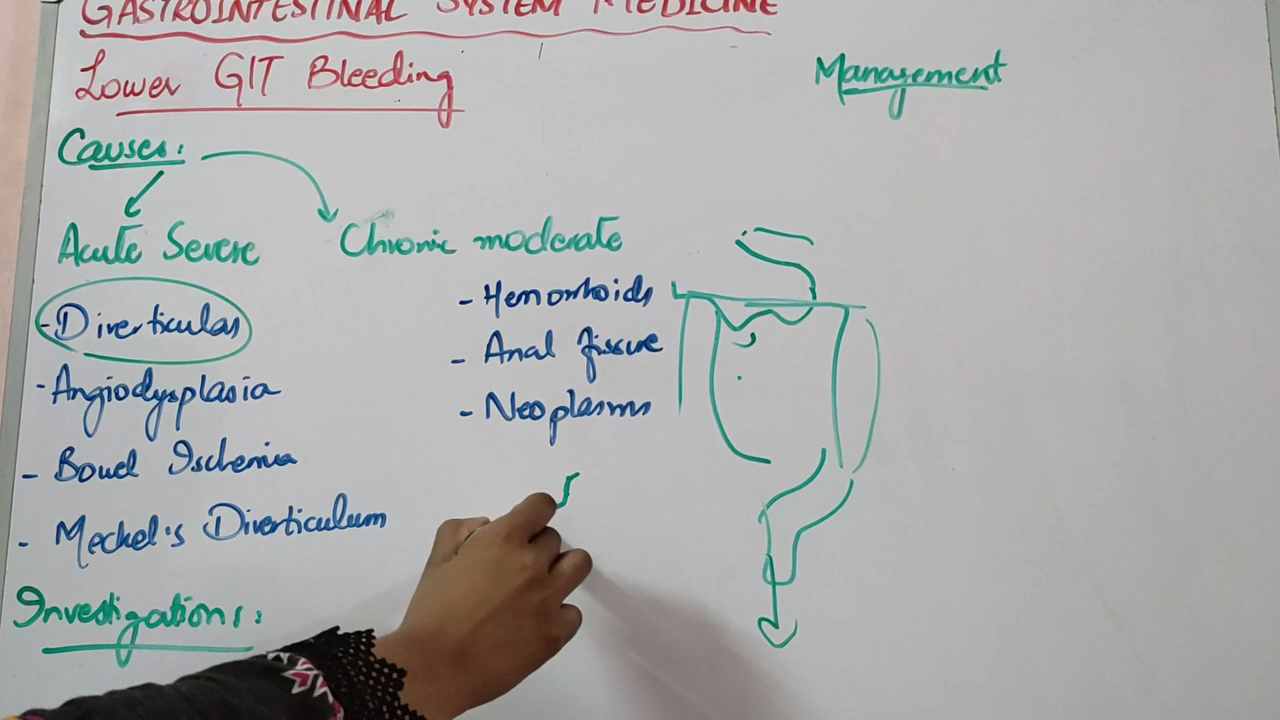 GASTROINTESTINAL SYSTEM MEDICINE
Lower GIT Bleeding
Management
Causes:
Acute Severe
- Diverticular
- Angiodysplasia
- Bowel Ischemia
- Meckel's Diverticulum
Chronic moderate
- Hemorrhoids
- Anal fissure
- Neoplasms
Investigations: